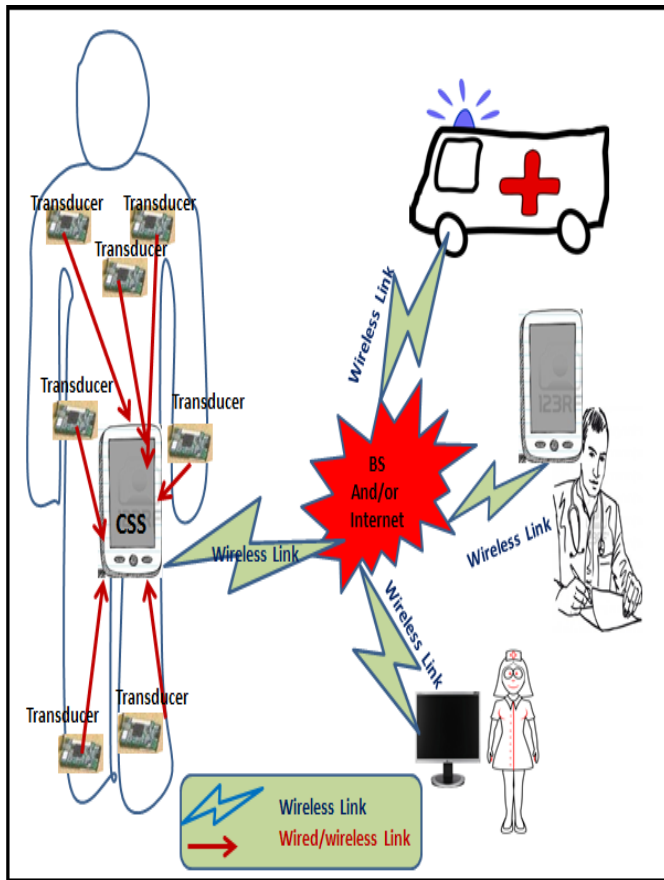 Transducer
Transducer
Transducer
Transducer
Transducer
CSS
Transducer
Transducer
Wireless Link
BS
And/or
Internet
Wireless Link
123R
Wireless Link
Wireless Link
Wireless Link
Wired/wireless Link